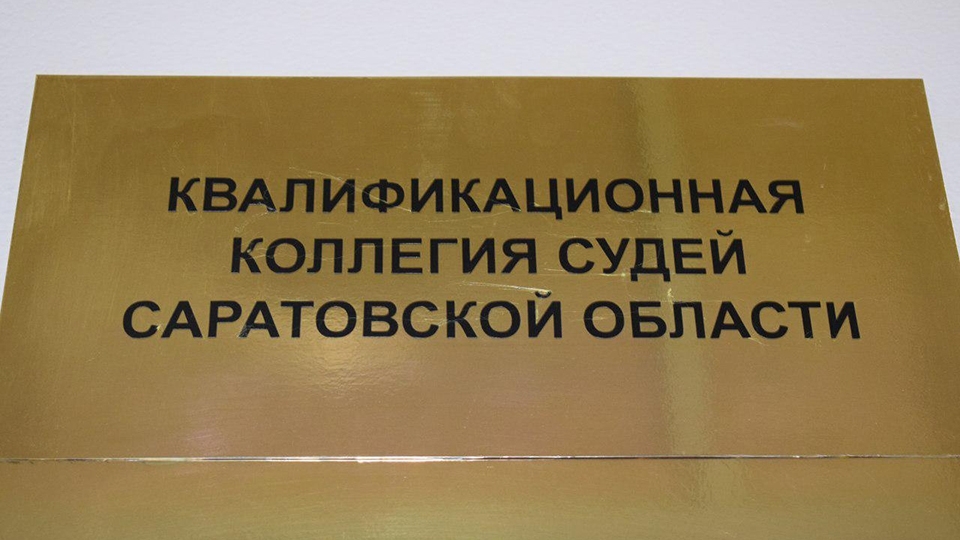 КВАЛИФИКАЦИОННАЯ
КОЛЛЕГИЯ СУДЕЙ
САРАТОВСКОЙ ОБЛАСТИ